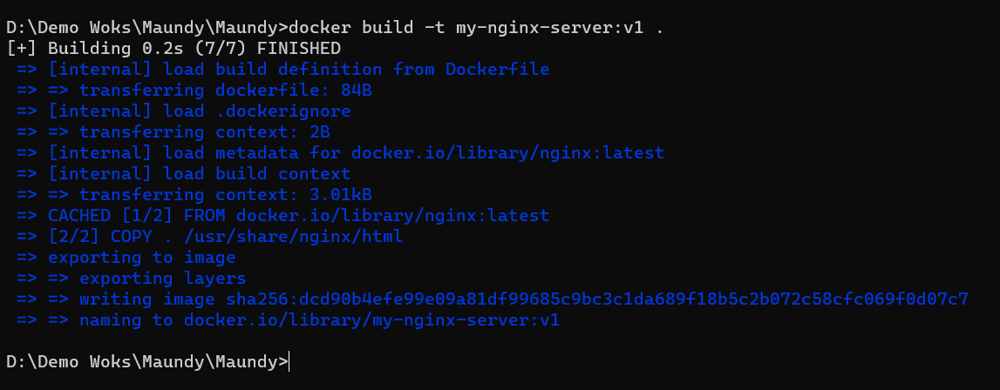 D:\Demo Woks\Maundy\Maundy>docker build -t my-nginx-server:v1 .
[+] Building 0.2s (7/7) FINISHED
=> [internal] load build definition from Dockerfile
=> => transferring dockerfile: 84B
=> [internal] load .dockerignore
=> => transferring context: 2B
=> [internal] load metadata for docker.io/library/nginx:latest
=> [internal] load build context
=> => transferring context: 3.01kB
=> CACHED [1/2] FROM docker.io/library/nginx:latest
=> [2/2] COPY . /usr/share/nginx/html
=> exporting to image
=> => exporting layers
=> => writing image sha256:dcd90b4efe99e09a81df99685c9bc3c1da689f18b5c2b072c58cfc069f0d07c7
=> => naming to docker.io/library/my-nginx-server:v1
D:\Demo Woks\Maundy\Maundy>